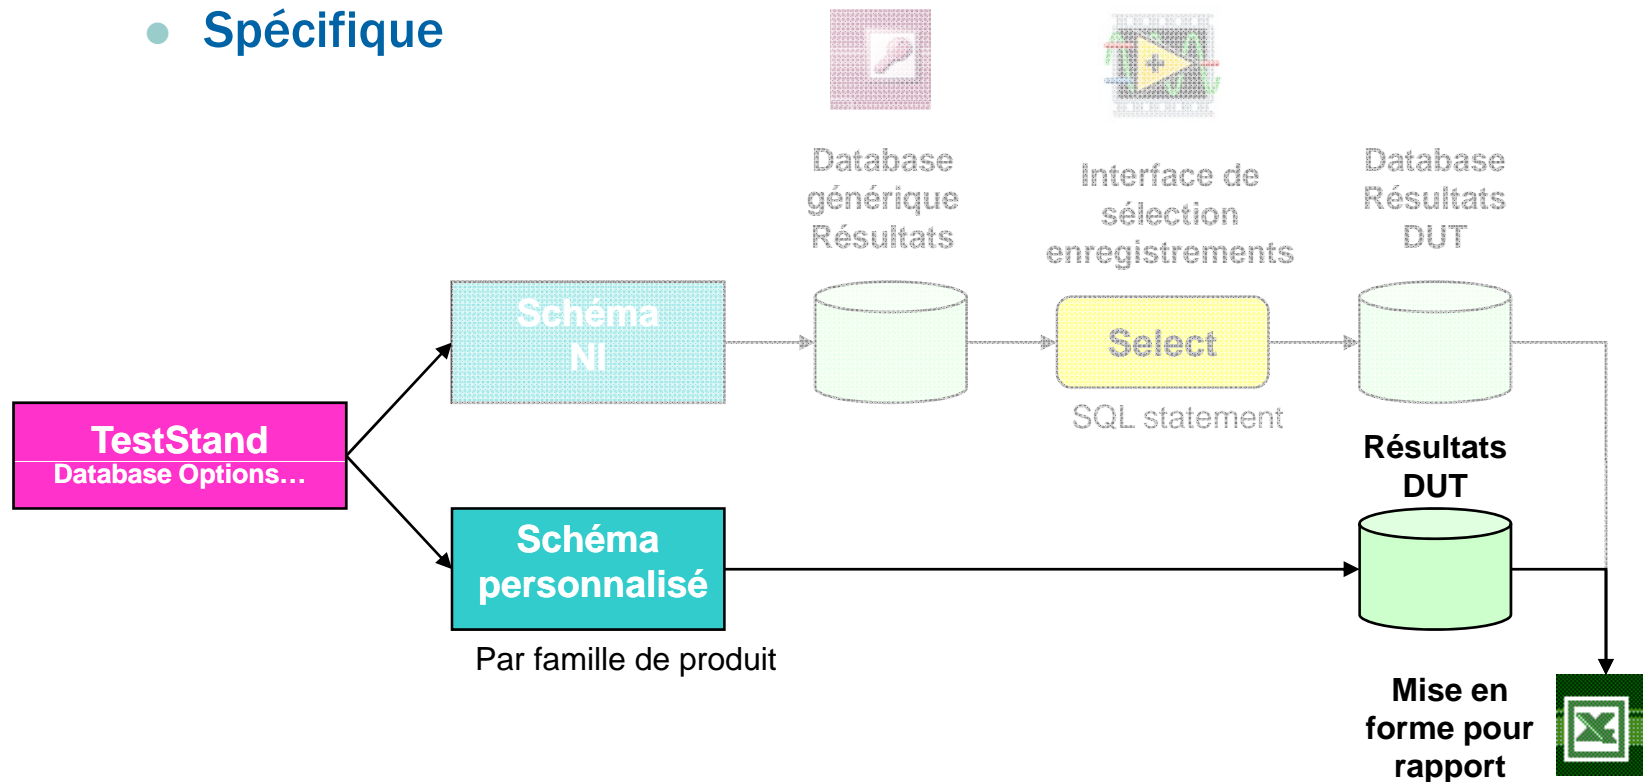 Spécifique
Database
générique
Résultats
Interface de
sélection
enregistrements
Database
Résultats
DUT
Schéma
NI
Select
SQL statement
TestStand
Database Options…
Résultats
DUT
Schéma
personnalisé
Par famille de produit
Mise en
forme pour
rapport